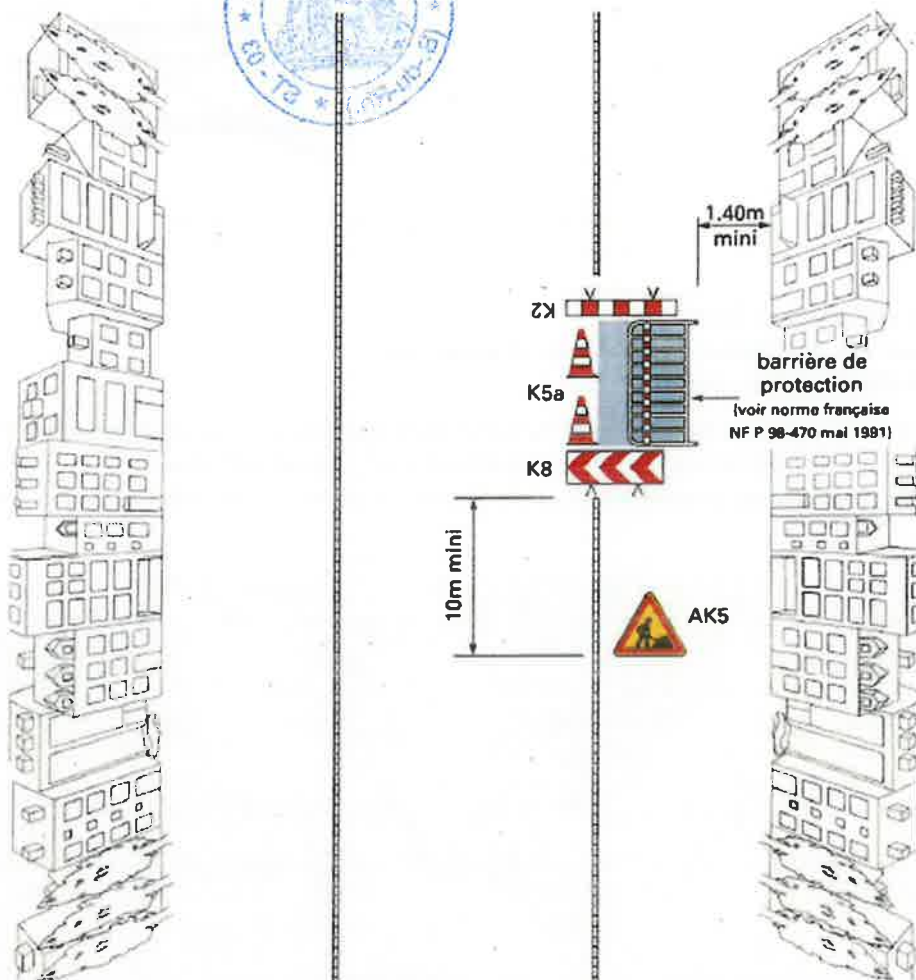 1.40m
mini
K2
K5a
barrière de
protection
(voir norme française
NF P 98-470 mai 1991)
K8
10m mini
AK5